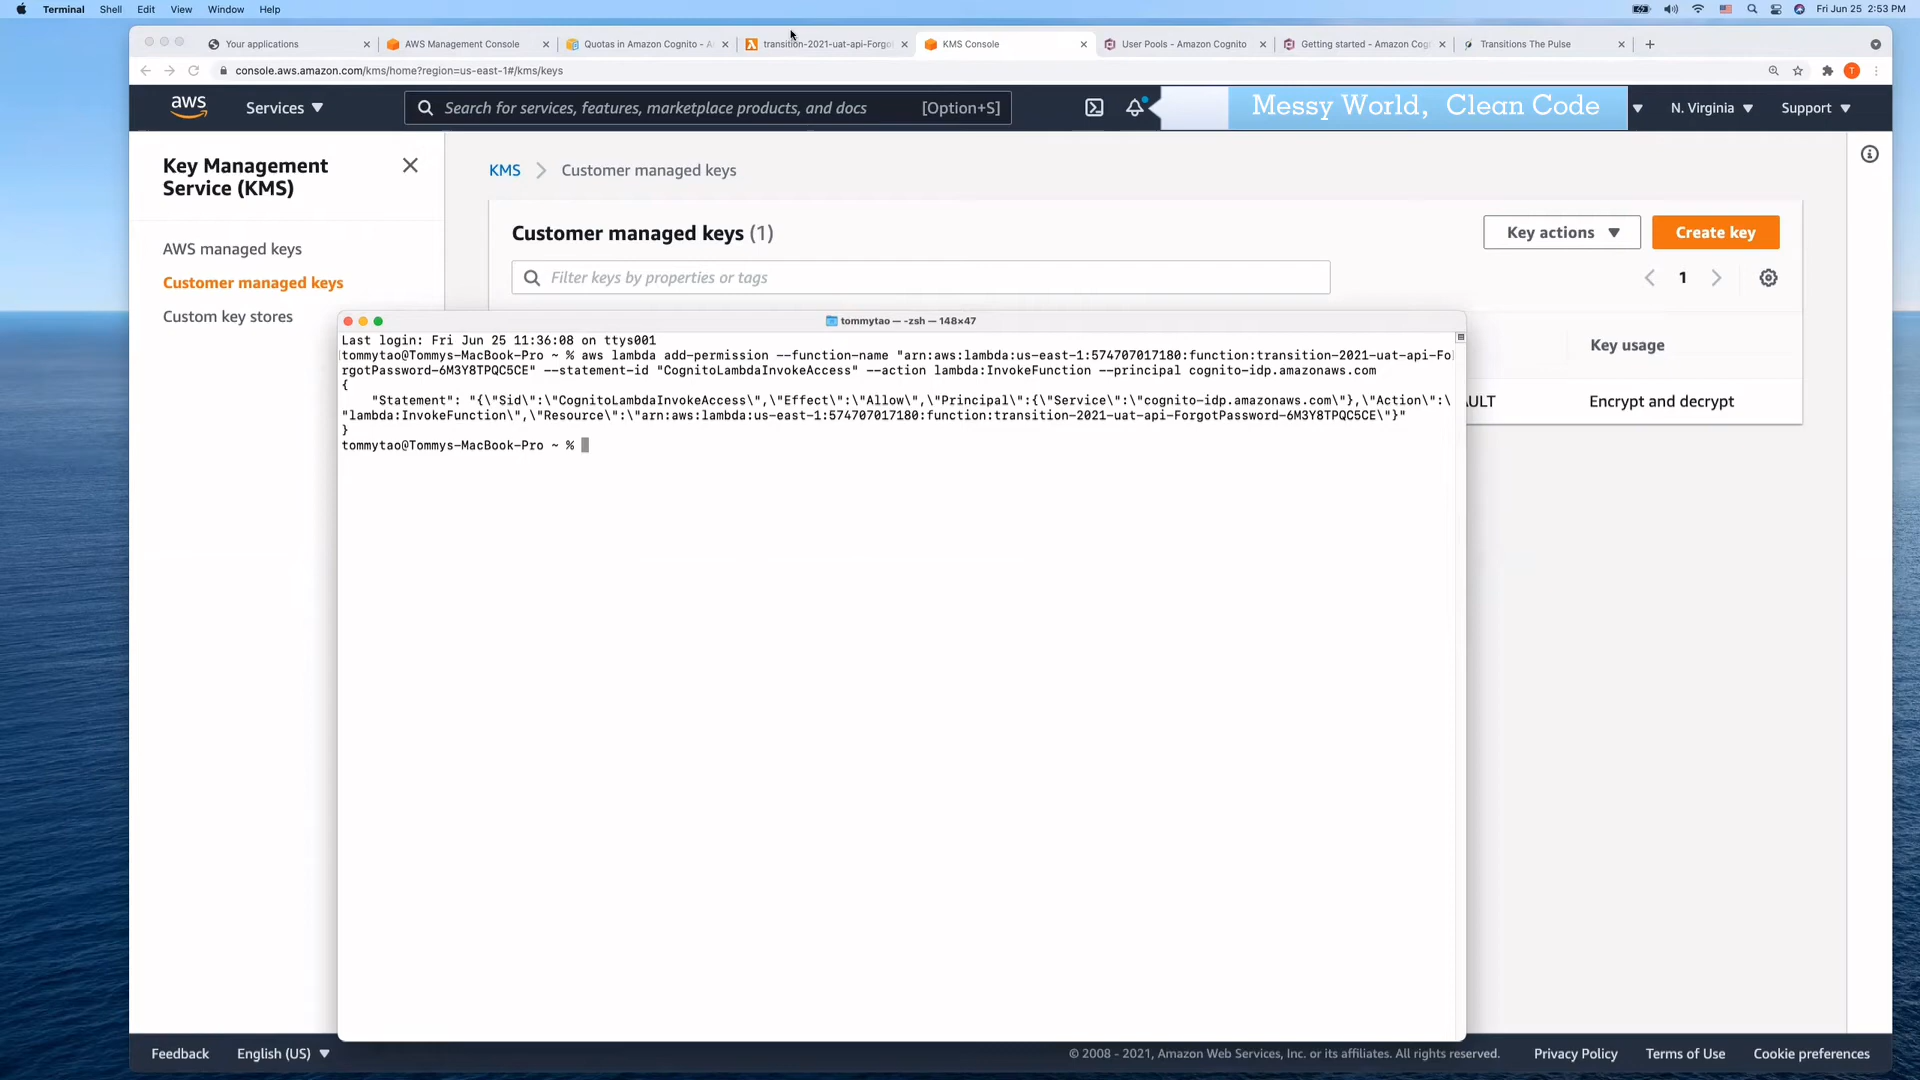 Terminal Shell Edit View Window Help Fri Jun 25 2:53 PM
Your applications AWS Management Console Quotas in Amazon Cognito - A transition-2021-uat-api-Forgo KMS Console User Pools - Amazon Cognito Getting started - Amazon Cog Transitions The Pulse
console.aws.amazon.com/kms/home?region=us-east-1#/kms/keys
aws Services Search for services, features, marketplace products, and docs [Option+S] Messy World, Clean Code N. Virginia Support
Key Management
Service (KMS)
AWS managed keys
Customer managed keys
Custom key stores
KMS > Customer managed keys
Customer managed keys (1)
Key actions
Create key
Filter keys by properties or tags
1
Key usage
AULT Encrypt and decrypt
tommytao — -zsh — 148×47
Last login: Fri Jun 25 11:36:08 on ttys001
[tommytao@Tommys-MacBook-Pro ~ % aws lambda add-permission --function-name "arn:aws:lambda:us-east-1:574707017180:function:transition-2021-uat-api-Fo
rgotPassword-6M3Y8TPQC5CE" --statement-id "CognitoLambdaInvokeAccess" --action lambda:InvokeFunction --principal cognito-idp.amazonaws.com
{
"Statement": "{\"Sid\":\"CognitoLambdaInvokeAccess\",\"Effect\":\"Allow\",\"Principal\":{\"Service\":\"cognito-idp.amazonaws.com\"},\"Action\":\
"lambda:InvokeFunction\",\"Resource\":\"arn:aws:lambda:us-east-1:574707017180:function:transition-2021-uat-api-ForgotPassword-6M3Y8TPQC5CE\"}"
}
tommytao@Tommys-MacBook-Pro ~ %
Feedback English (US) © 2008 - 2021, Amazon Web Services, Inc. or its affiliates. All rights reserved. Privacy Policy Terms of Use Cookie preferences